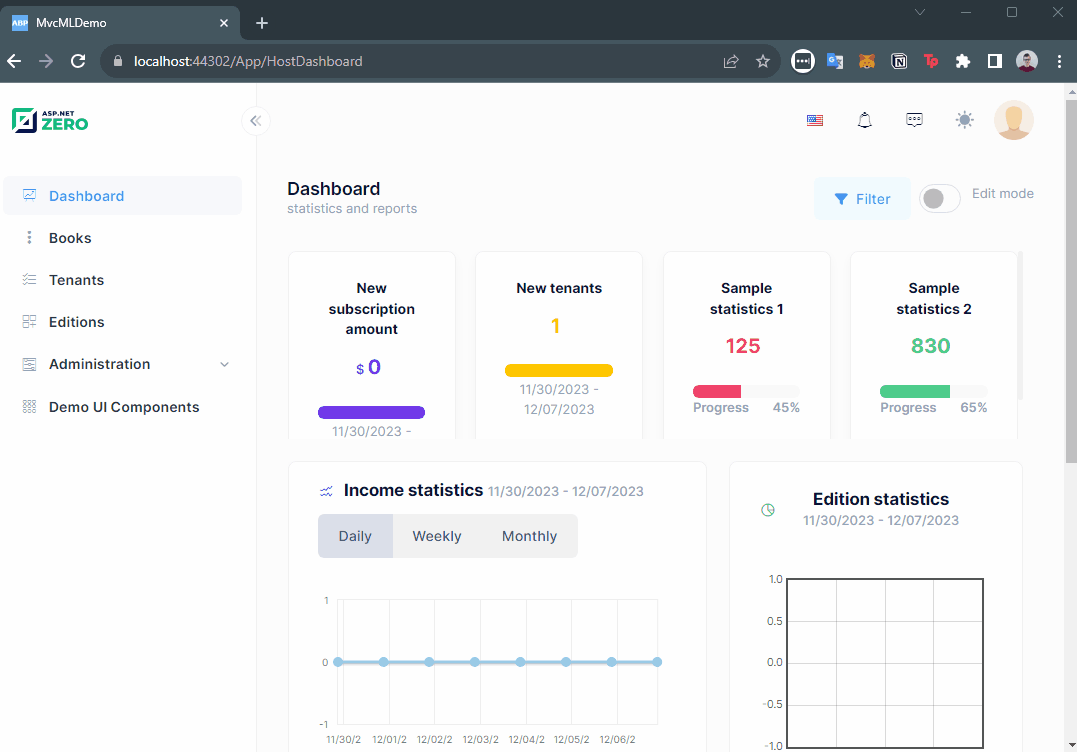 ABP MvcMLDemo
localhost:44302/App/HostDashboard
ASP.NET
ZERO
Dashboard
Books
Tenants
Editions
Administration
Demo UI Components
Dashboard
statistics and reports
Filter
Edit mode
New
subscription
amount
$ 0
11/30/2023 -
New tenants
1
11/30/2023 -
12/07/2023
Sample
statistics 1
125
Progress 45%
Sample
statistics 2
830
Progress 65%
Income statistics 11/30/2023 - 12/07/2023
Daily Weekly Monthly
1
0
-1
11/30/2 12/01/2 12/02/2 12/03/2 12/04/2 12/05/2 12/06/2
Edition statistics
11/30/2023 - 12/07/2023
1.0
0.5
0.0
-0.5
-1.0